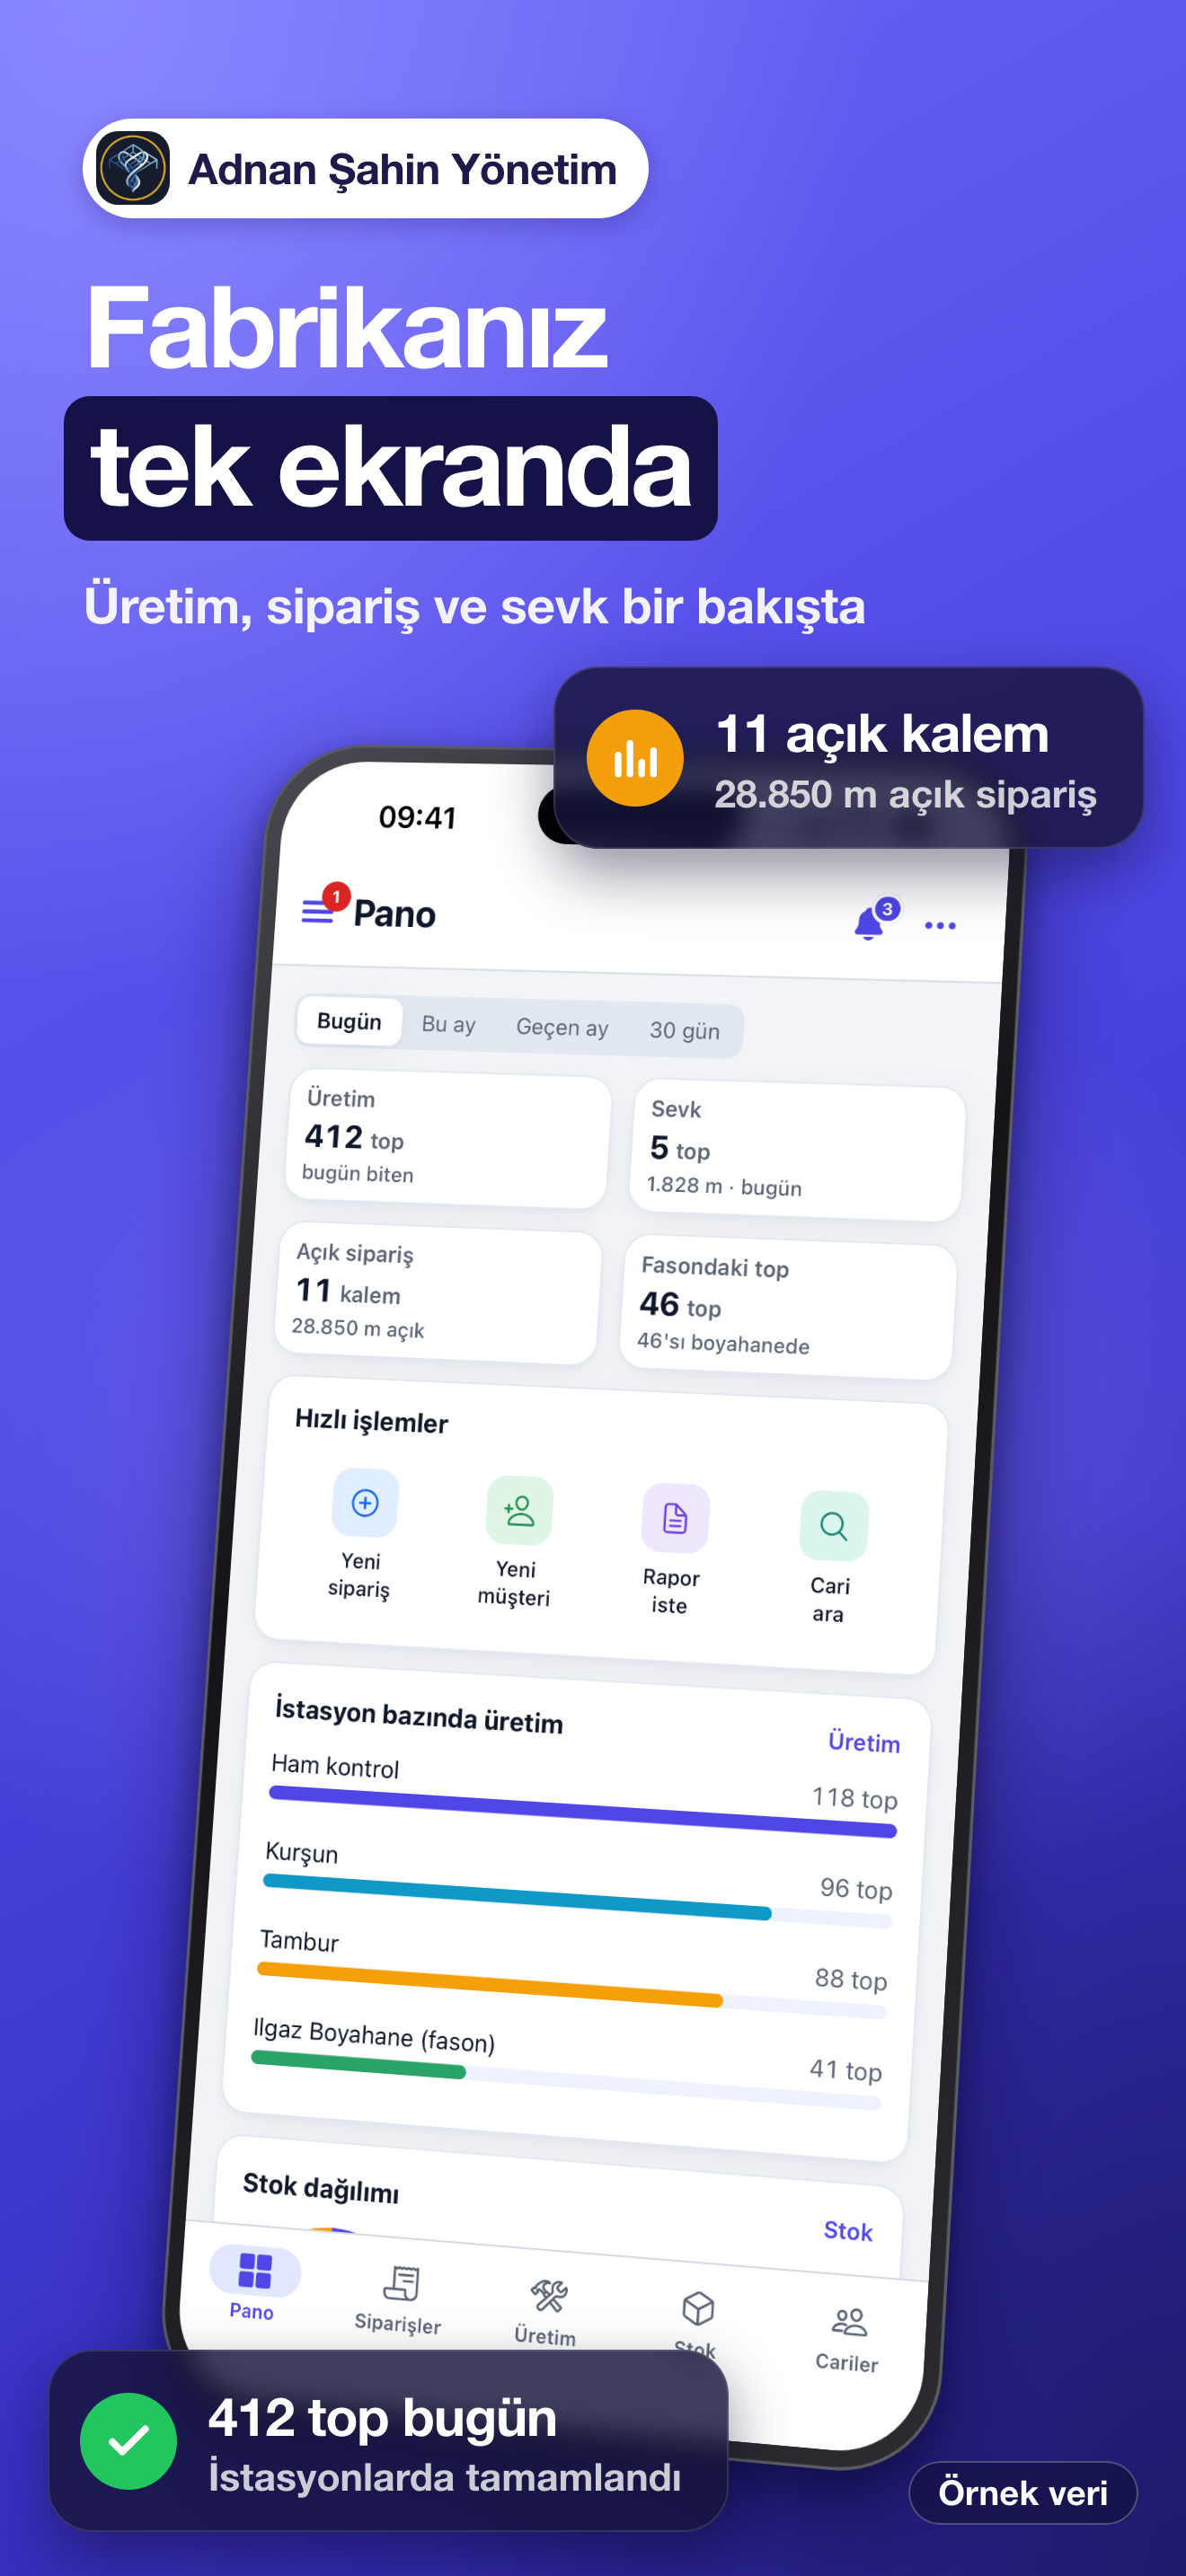 Adnan Şahin Yönetim
Fabrikanız
tek ekranda
Üretim, sipariş ve sevk bir bakışta
11 açık kalem
28.850 m açık sipariş
09:41
1
Pano
3
Bugün
Bu ay
Geçen ay
30 gün
Üretim
412 top
bugün biten
Sevk
5 top
1.828 m · bugün
Açık sipariş
11 kalem
28.850 m açık
Fasondaki top
46 top
46'sı boyahanede
Hızlı işlemler
Yeni
sipariş
Yeni
müşteri
Rapor
iste
Cari
ara
İstasyon bazında üretim
Üretim
Ham kontrol
118 top
Kurşun
96 top
Tambur
88 top
Ilgaz Boyahane (fason)
41 top
Stok dağılımı
Stok
Pano
Siparişler
Üretim
Stok
Cariler
412 top bugün
İstasyonlarda tamamlandı
Örnek veri